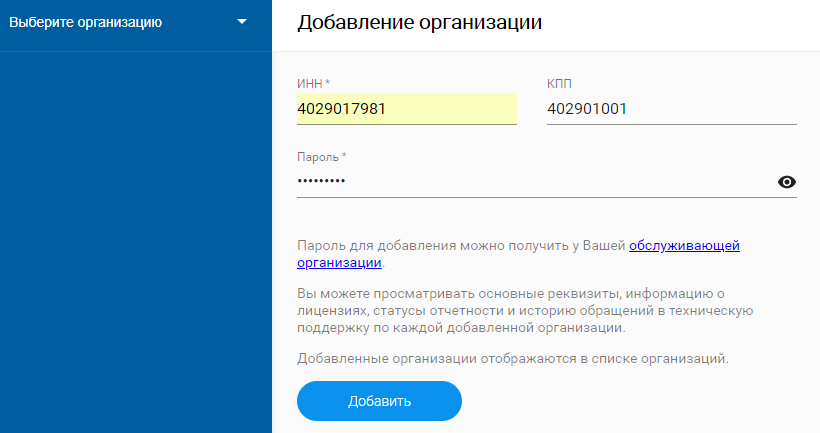 Выберите организацию
Добавление организации
ИНН *
КПП
4029017981
402901001
Пароль *
•••••••••
Пароль для добавления можно получить у Вашей обслуживающей
организации.
Вы можете просматривать основные реквизиты, информацию о
лицензиях, статусы отчетности и историю обращений в техническую
поддержку по каждой добавленной организации.
Добавленные организации отображаются в списке организаций.
Добавить